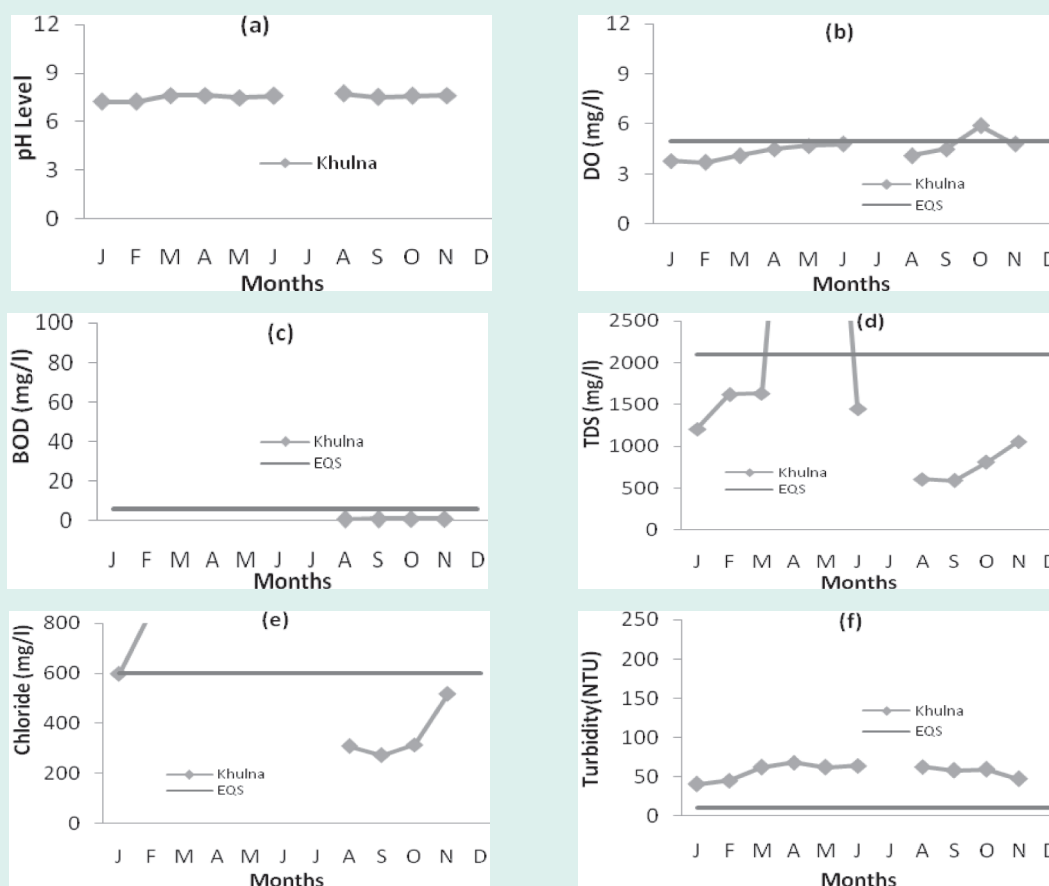 (a)
12
9
6
3
0
pH Level
Khulna
J F M A M J J A S O N D
Months
(b)
12
9
6
3
0
DO (mg/l)
Khulna
EQS
J F M A M J J A S O N D
Months
(c)
100
80
60
40
20
0
BOD (mg/l)
Khulna
EQS
J F M A M J J A S O N D
Months
(d)
2500
2000
1500
1000
500
0
TDS (mg/l)
Khulna
EQS
J F M A M J J A S O N D
Months
(e)
800
600
400
200
0
Chloride (mg/l)
Khulna
EQS
J F M A M J J A S O N D
Months
(f)
250
200
150
100
50
0
Turbidity(NTU)
Khulna
EQS
J F M A M J J A S O N D
Months